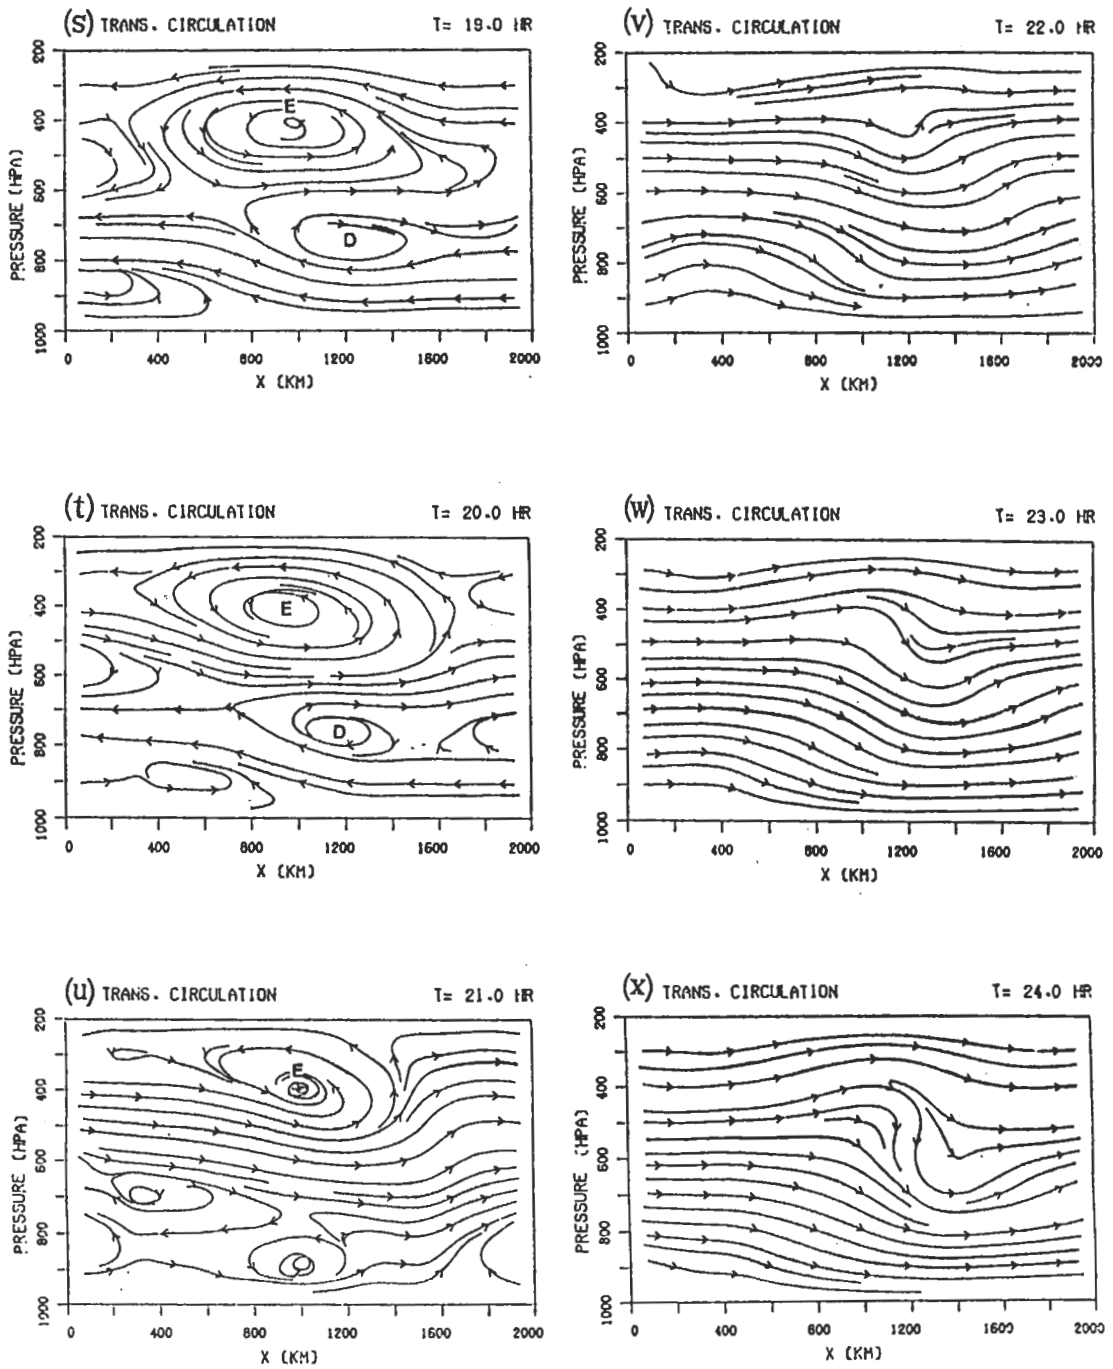 (s) TRANS. CIRCULATION T= 19.0 HR
200
400
600
800
1000
PRESSURE (HPA)
E
D
0 400 800 1200 1600 2000
X (KM)
(v) TRANS. CIRCULATION T= 22.0 HR
200
400
600
800
1000
PRESSURE (HPA)
0 400 800 1200 1600 2000
X (KM)
(t) TRANS. CIRCULATION T= 20.0 HR
200
400
600
800
1000
PRESSURE (HPA)
E
D
0 400 800 1200 1600 2000
X (KM)
(w) TRANS. CIRCULATION T= 23.0 HR
200
400
600
800
1000
PRESSURE (HPA)
0 400 800 1200 1600 2000
X (KM)
(u) TRANS. CIRCULATION T= 21.0 HR
200
400
600
800
1000
PRESSURE (HPA)
E
0 400 800 1200 1600 2000
X (KM)
(x) TRANS. CIRCULATION T= 24.0 HR
200
400
600
800
1000
PRESSURE (HPA)
0 400 800 1200 1600 2000
X (KM)